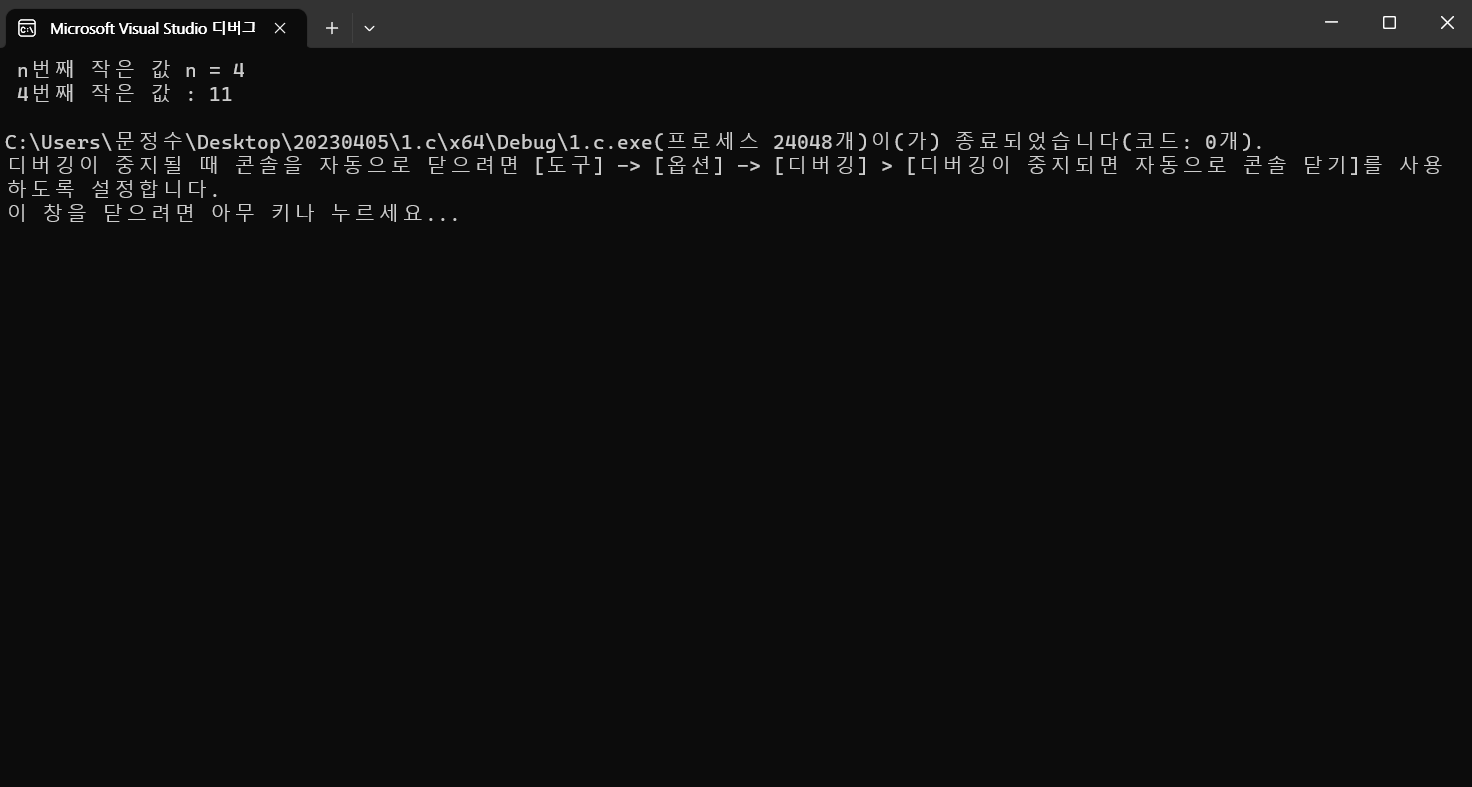 Microsoft Visual Studio 디버그
n번째 작은 값 n = 4
4번째 작은 값 : 11
C:\Users\문정수\Desktop\20230405\1.c\x64\Debug\1.c.exe(프로세스 24048개)이(가) 종료되었습니다(코드: 0개).
디버깅이 중지될 때 콘솔을 자동으로 닫으려면 [도구] -> [옵션] -> [디버깅] > [디버깅이 중지되면 자동으로 콘솔 닫기]를 사용
하도록 설정합니다.
이 창을 닫으려면 아무 키나 누르세요...